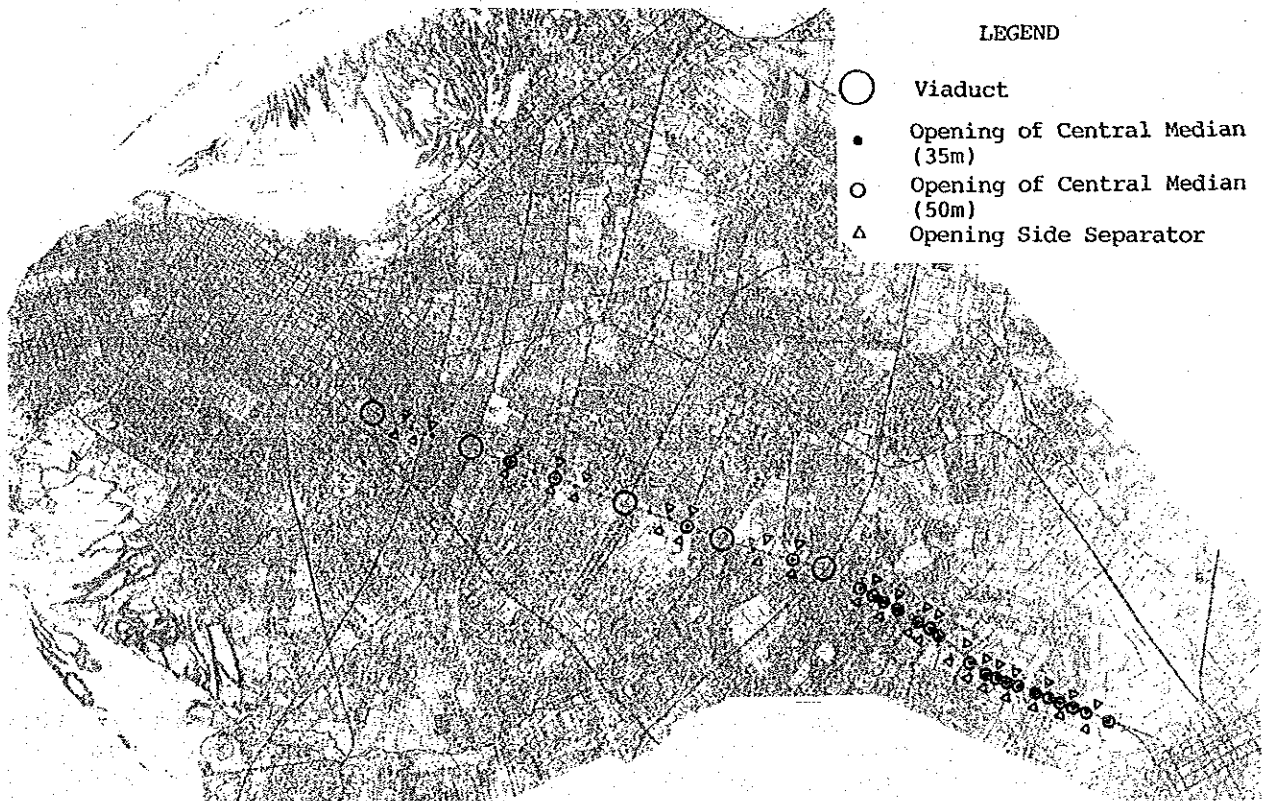 LEGEND
Viaduct
Opening of Central Median
(35m)
Opening of Central Median
(50m)
Opening Side Separator